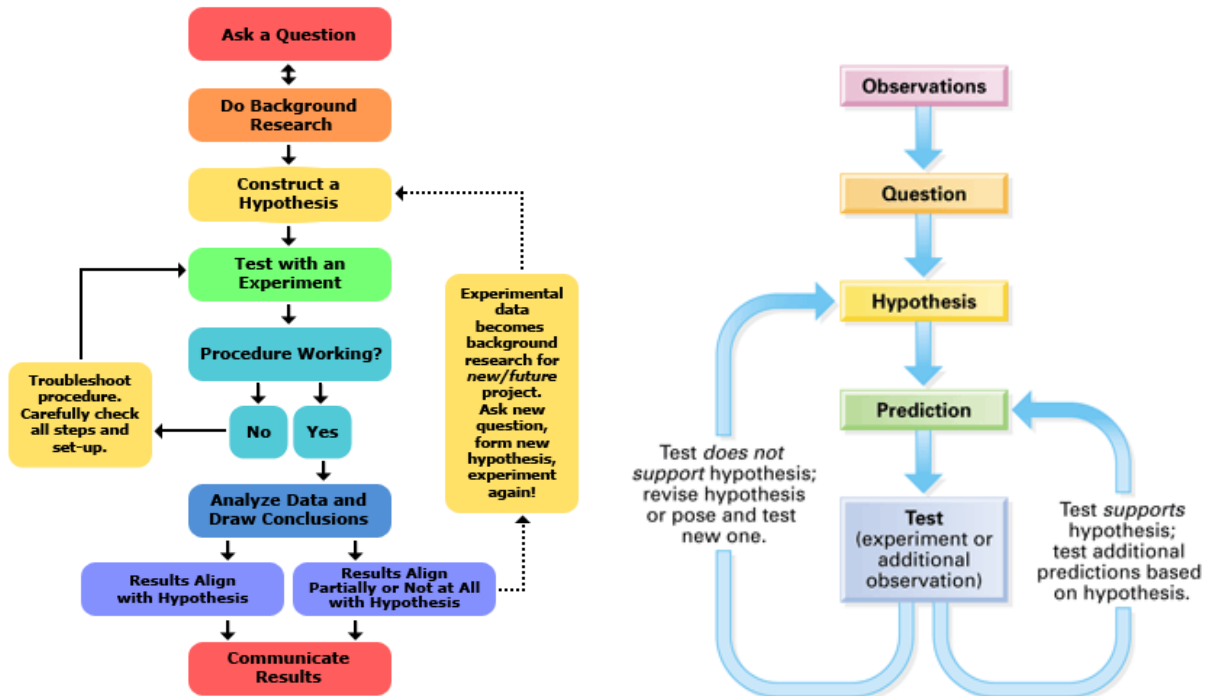 Ask a Question
Do Background
Research
Construct a
Hypothesis
Test with an
Experiment
Procedure Working?
Troubleshoot
procedure.
Carefully check
all steps and
set-up.
No
Yes
Experimental
data
becomes
background
research for
new/future
project.
Ask new
question,
form new
hypothesis,
experiment
again!
Analyze Data and
Draw Conclusions
Results Align
with Hypothesis
Results Align
Partially or Not at All
with Hypothesis
Communicate
Results
Observations
Question
Hypothesis
Prediction
Test does not
support hypothesis;
revise hypothesis
or pose and test
new one.
Test
(experiment or
additional
observation)
Test supports
hypothesis;
test additional
predictions based
on hypothesis.